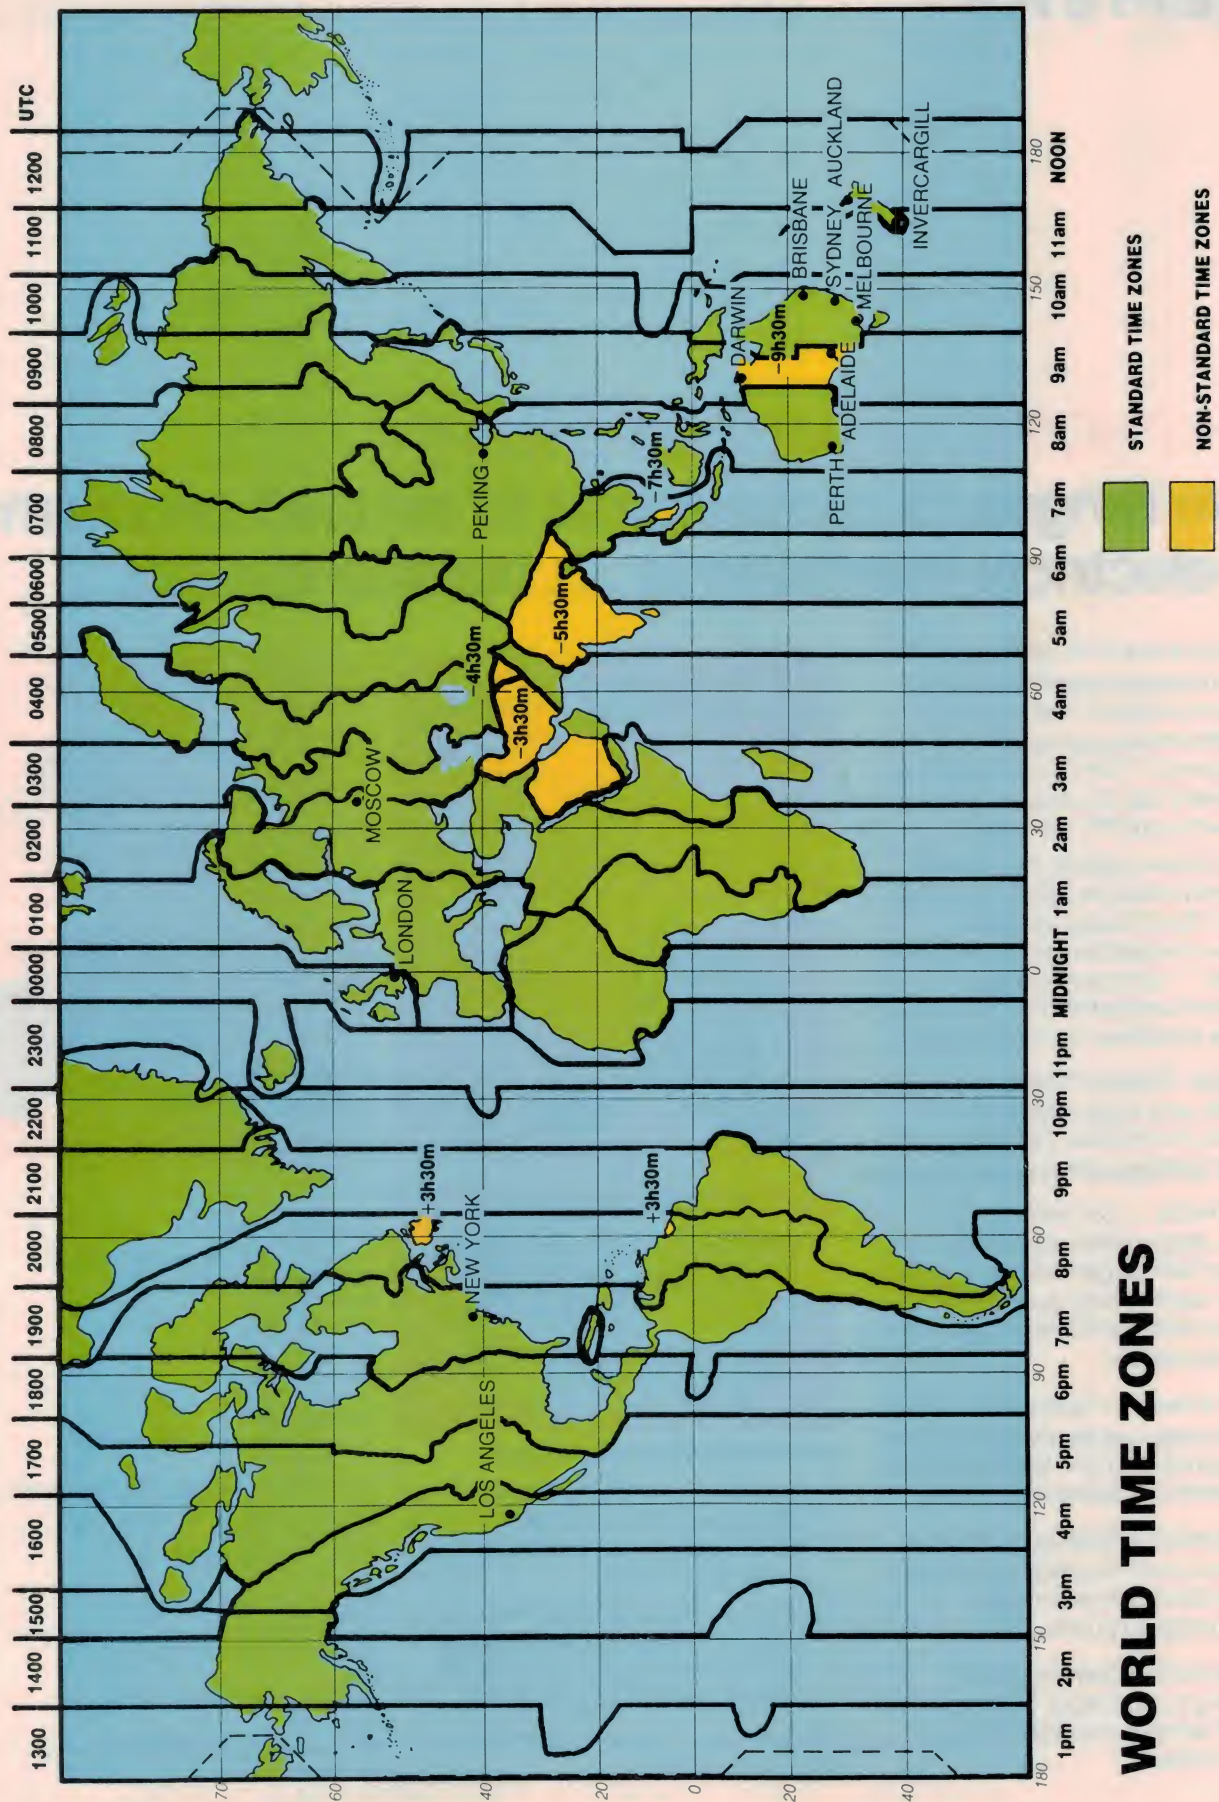 1300 1400 1500 1600 1700 1800 1900 2000 2100 2200 2300 0000 0100 0200 0300 0400 0500 0600 0700 0800 0900 1000 1100 1200 UTC
70
60
MOSCOW
LONDON
+3h30m
40
NEW YORK
LOS ANGELES
PEKING
-4h30m
-3h30m
-5h30m
20
+3h30m
-7h30m
0
DARWIN
-9h30m
20
BRISBANE
PERTH
SYDNEY
AUCKLAND
ADELAIDE
MELBOURNE
40
INVERCARGILL
180 150 120 90 60 30 0 30 60 90 120 150 180
1pm 2pm 3pm 4pm 5pm 6pm 7pm 8pm 9pm 10pm 11pm MIDNIGHT 1am 2am 3am 4am 5am 6am 7am 8am 9am 10am 11am NOON
WORLD TIME ZONES
STANDARD TIME ZONES
NON-STANDARD TIME ZONES